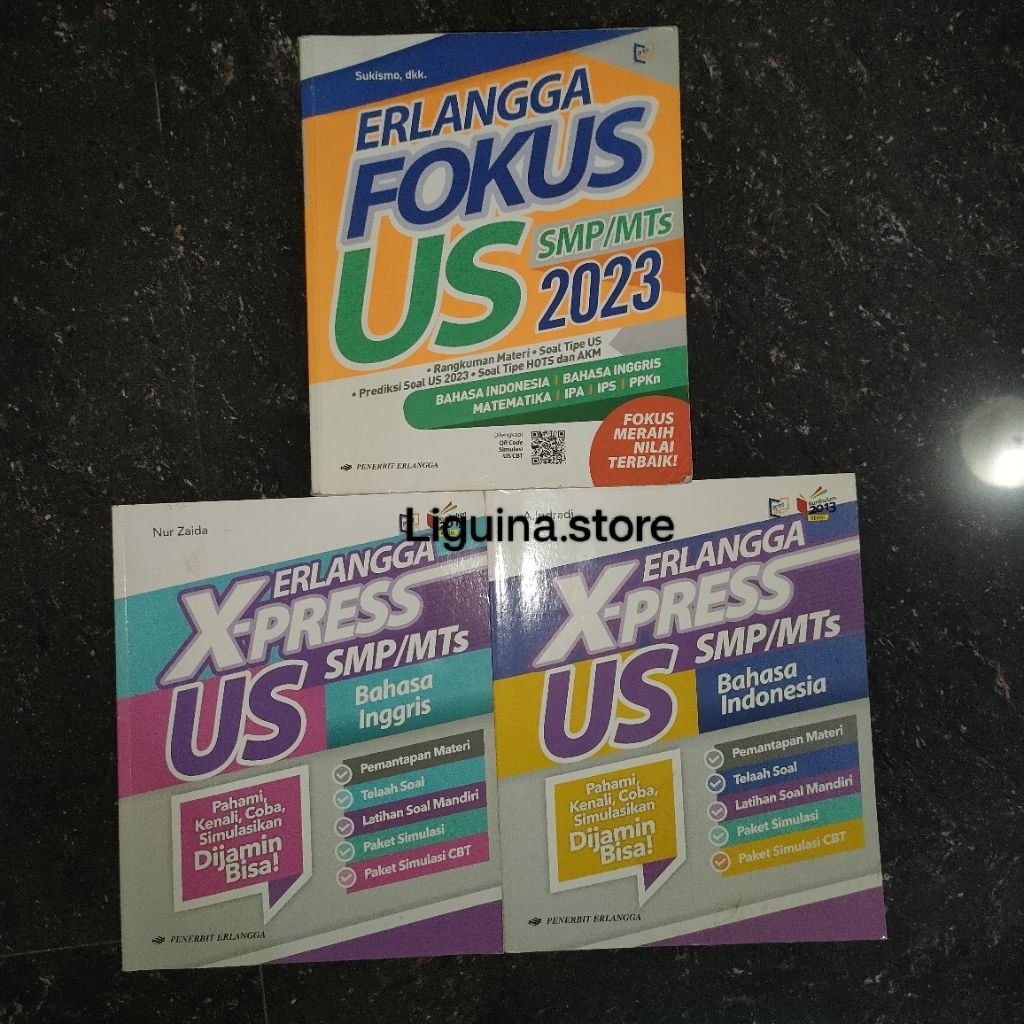 Sukismo, dkk.
ERLANGGA
FOKUS
US
SMP/MTs
2023
• Rangkuman Materi • Soal Tipe US
• Prediksi Soal US 2023 • Soal Tipe HOTS dan AKM
BAHASA INDONESIA | BAHASA INGGRIS
MATEMATIKA | IPA | IPS | PPKn
Dilengkapi
QR Code
Simulasi
US CBT
FOKUS
MERAIH
NILAI
TERBAIK!
PENERBIT ERLANGGA
Liguina.store
Nur Zaida
ERLANGGA
X-PRESS
US
SMP/MTs
Bahasa
Inggris
Pemantapan Materi
Telaah Soal
Latihan Soal Mandiri
Paket Simulasi
Paket Simulasi CBT
Pahami,
Kenali, Coba,
Simulasikan
Dijamin
Bisa!
PENERBIT ERLANGGA
Kurikulum
2013
ERLANGGA
X-PRESS
US
SMP/MTs
Bahasa
Indonesia
Pemantapan Materi
Telaah Soal
Latihan Soal Mandiri
Paket Simulasi
Paket Simulasi CBT
Pahami,
Kenali, Coba,
Simulasikan
Dijamin
Bisa!
PENERBIT ERLANGGA